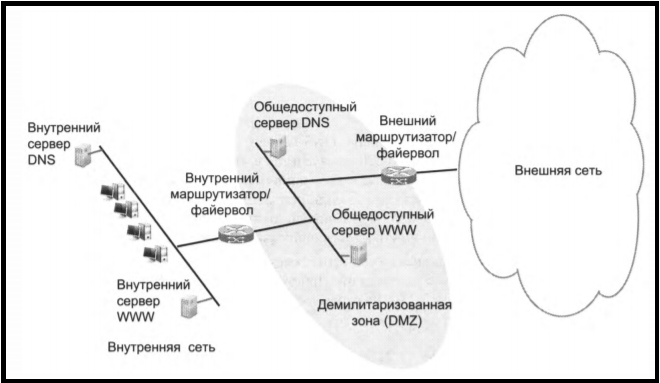 Внутренний
сервер
DNS
Внутренний
маршрутизатор/
файервол
Общедоступный
сервер DNS
Внешний
маршрутизатор/
файервол
Внешняя сеть
Общедоступный
сервер WWW
Внутренний
сервер
WWW
Демилитаризованная
зона (DMZ)
Внутренняя сеть